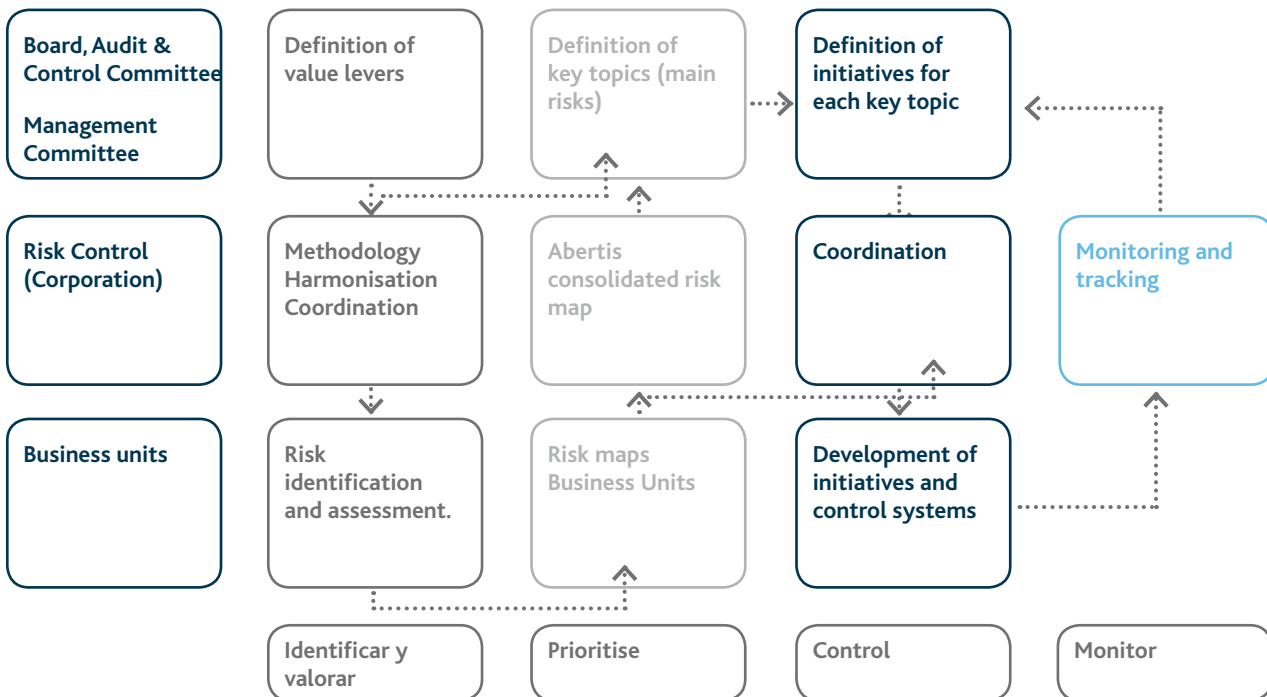 Board, Audit &
Control Committee
Management
Committee
Definition of
value levers
Definition of
key topics (main
risks)
Definition of
initiatives for
each key topic
Risk Control
(Corporation)
Methodology
Harmonisation
Coordination
Abertis
consolidated risk
map
Coordination
Monitoring and
tracking
Business units
Risk
identification
and assessment.
Risk maps
Business Units
Development of
initiatives and
control systems
Identificar y
valorar
Prioritise
Control
Monitor